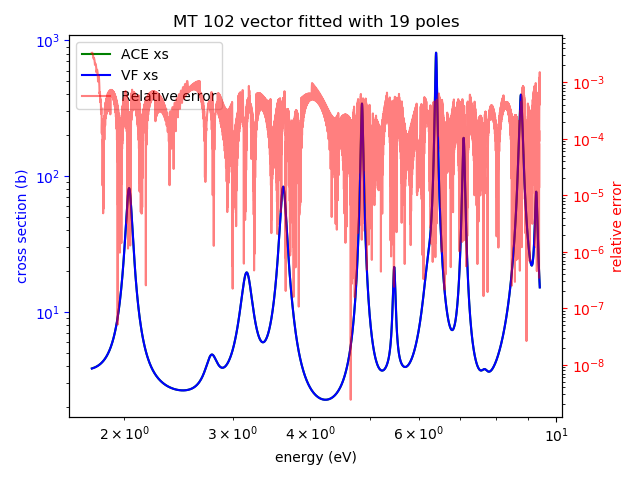 MT 102 vector fitted with 19 poles
ACE xs
VF xs
Relative error
cross section (b)
10³
10²
10¹
relative error
10⁻³
10⁻⁴
10⁻⁵
10⁻⁶
10⁻⁷
10⁻⁸
2 × 10⁰
3 × 10⁰
4 × 10⁰
6 × 10⁰
10¹
energy (eV)